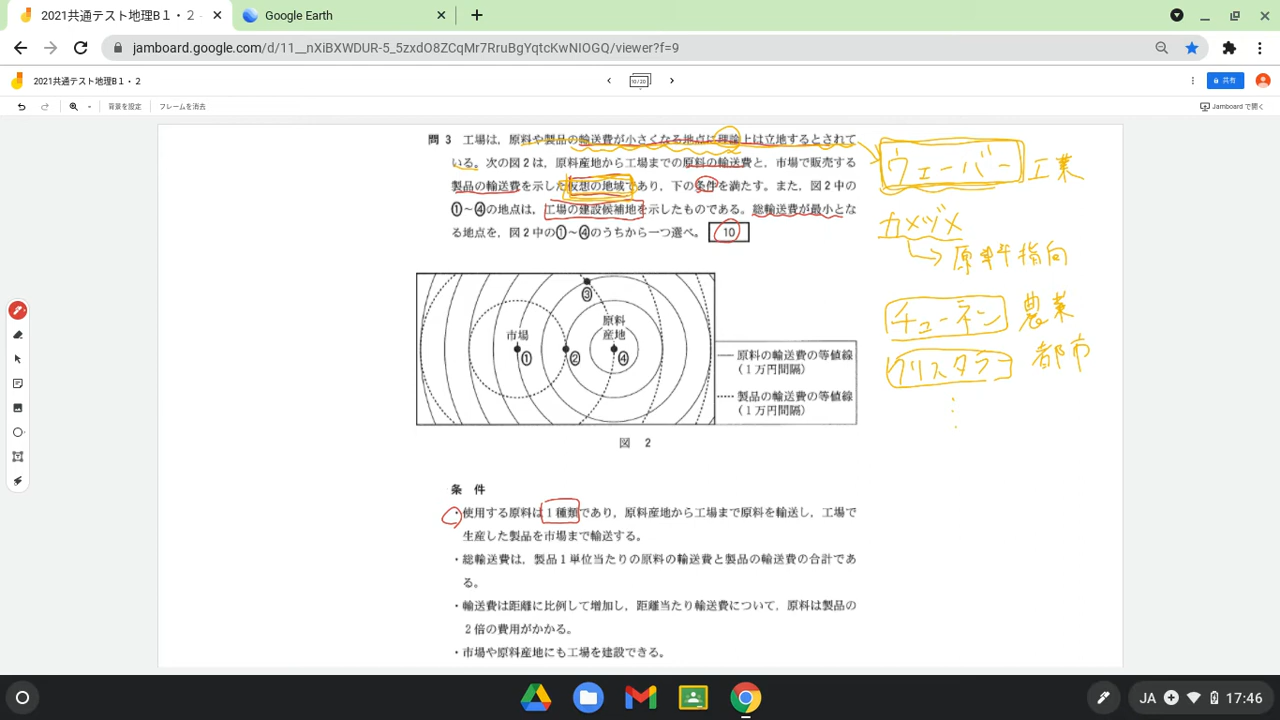 2021共通テスト地理B１・２ -
Google Earth
jamboard.google.com/d/11__nXiBXWDUR-5_5zxdO8ZCqMr7RruBgYqtcKwNIOGQ/viewer?f=9
2021共通テスト地理B１・２
10/20
共有
背景を設定
フレームを消去
Jamboard で開く
問３　工場は，原料や製品の輸送費が小さくなる地点に理論上は立地するとされて
いる。次の図２は，原料産地から工場までの原料の輸送費と，市場で販売する
製品の輸送費を示した仮想の地域であり，下の条件を満たす。また，図２中の
①～④の地点は，工場の建設候補地を示したものである。総輸送費が最小とな
る地点を，図２中の①～④のうちから一つ選べ。 10
ウェーバー 工業
カメヅメ
原料指向
チューネン 農業
クリスタラー 都市
③
原料
産地
市場
① ② ④
原料の輸送費の等値線
（１万円間隔）
製品の輸送費の等値線
（１万円間隔）
図　２
条　件
・使用する原料は１種類であり，原料産地から工場まで原料を輸送し，工場で
生産した製品を市場まで輸送する。
・総輸送費は，製品１単位当たりの原料の輸送費と製品の輸送費の合計であ
る。
・輸送費は距離に比例して増加し，距離当たり輸送費について，原料は製品の
２倍の費用がかかる。
・市場や原料産地にも工場を建設できる。
JA
17:46